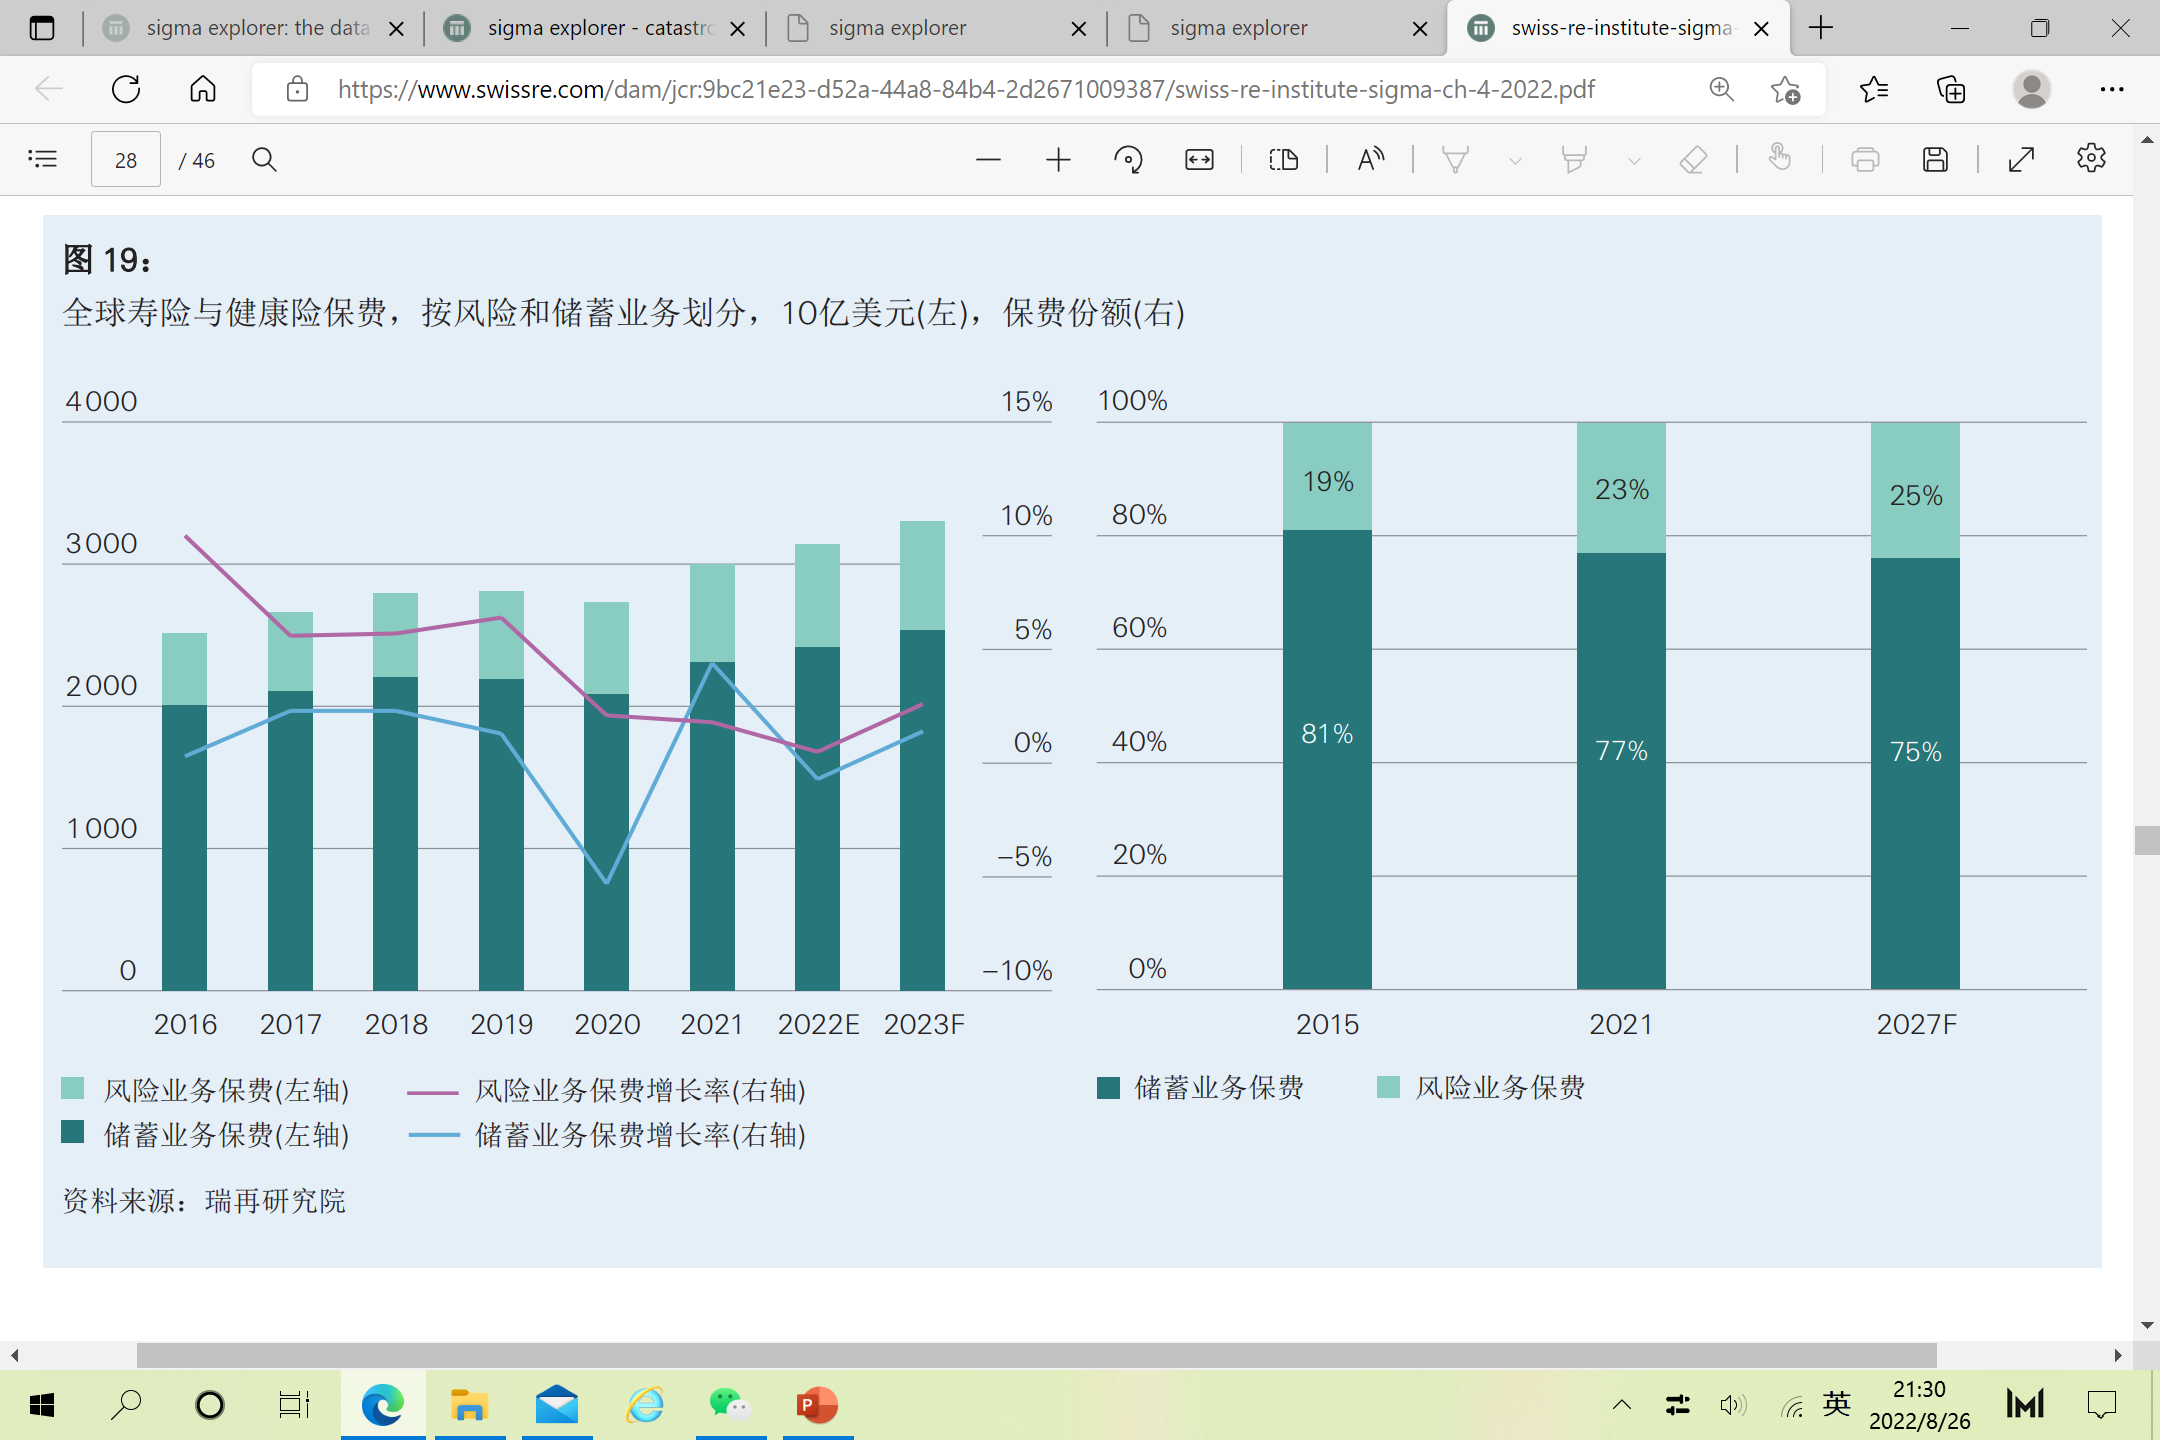 sigma explorer: the data
sigma explorer - catastro
sigma explorer
sigma explorer
swiss-re-institute-sigma-
https://www.swissre.com/dam/jcr:9bc21e23-d52a-44a8-84b4-2d2671009387/swiss-re-institute-sigma-ch-4-2022.pdf
28 / 46
图 19：
全球寿险与健康险保费，按风险和储蓄业务划分，10亿美元(左)，保费份额(右)
4 000
3 000
2 000
1 000
0
15%
10%
5%
0%
–5%
–10%
2016 2017 2018 2019 2020 2021 2022E 2023F
风险业务保费(左轴) 风险业务保费增长率(右轴)
储蓄业务保费(左轴) 储蓄业务保费增长率(右轴)
100%
80%
60%
40%
20%
0%
19% 23% 25%
81% 77% 75%
2015 2021 2027F
储蓄业务保费 风险业务保费
资料来源：瑞再研究院
英
21:30
2022/8/26